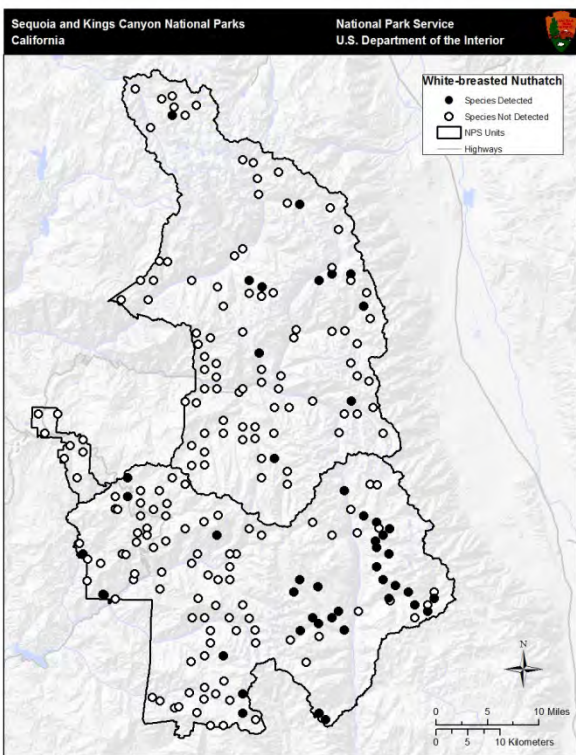 Sequoia and Kings Canyon National Parks
California
National Park Service
U.S. Department of the Interior
White-breasted Nuthatch
Species Detected
Species Not Detected
NPS Units
Highways
N
0 5 10 Miles
0 5 10 Kilometers